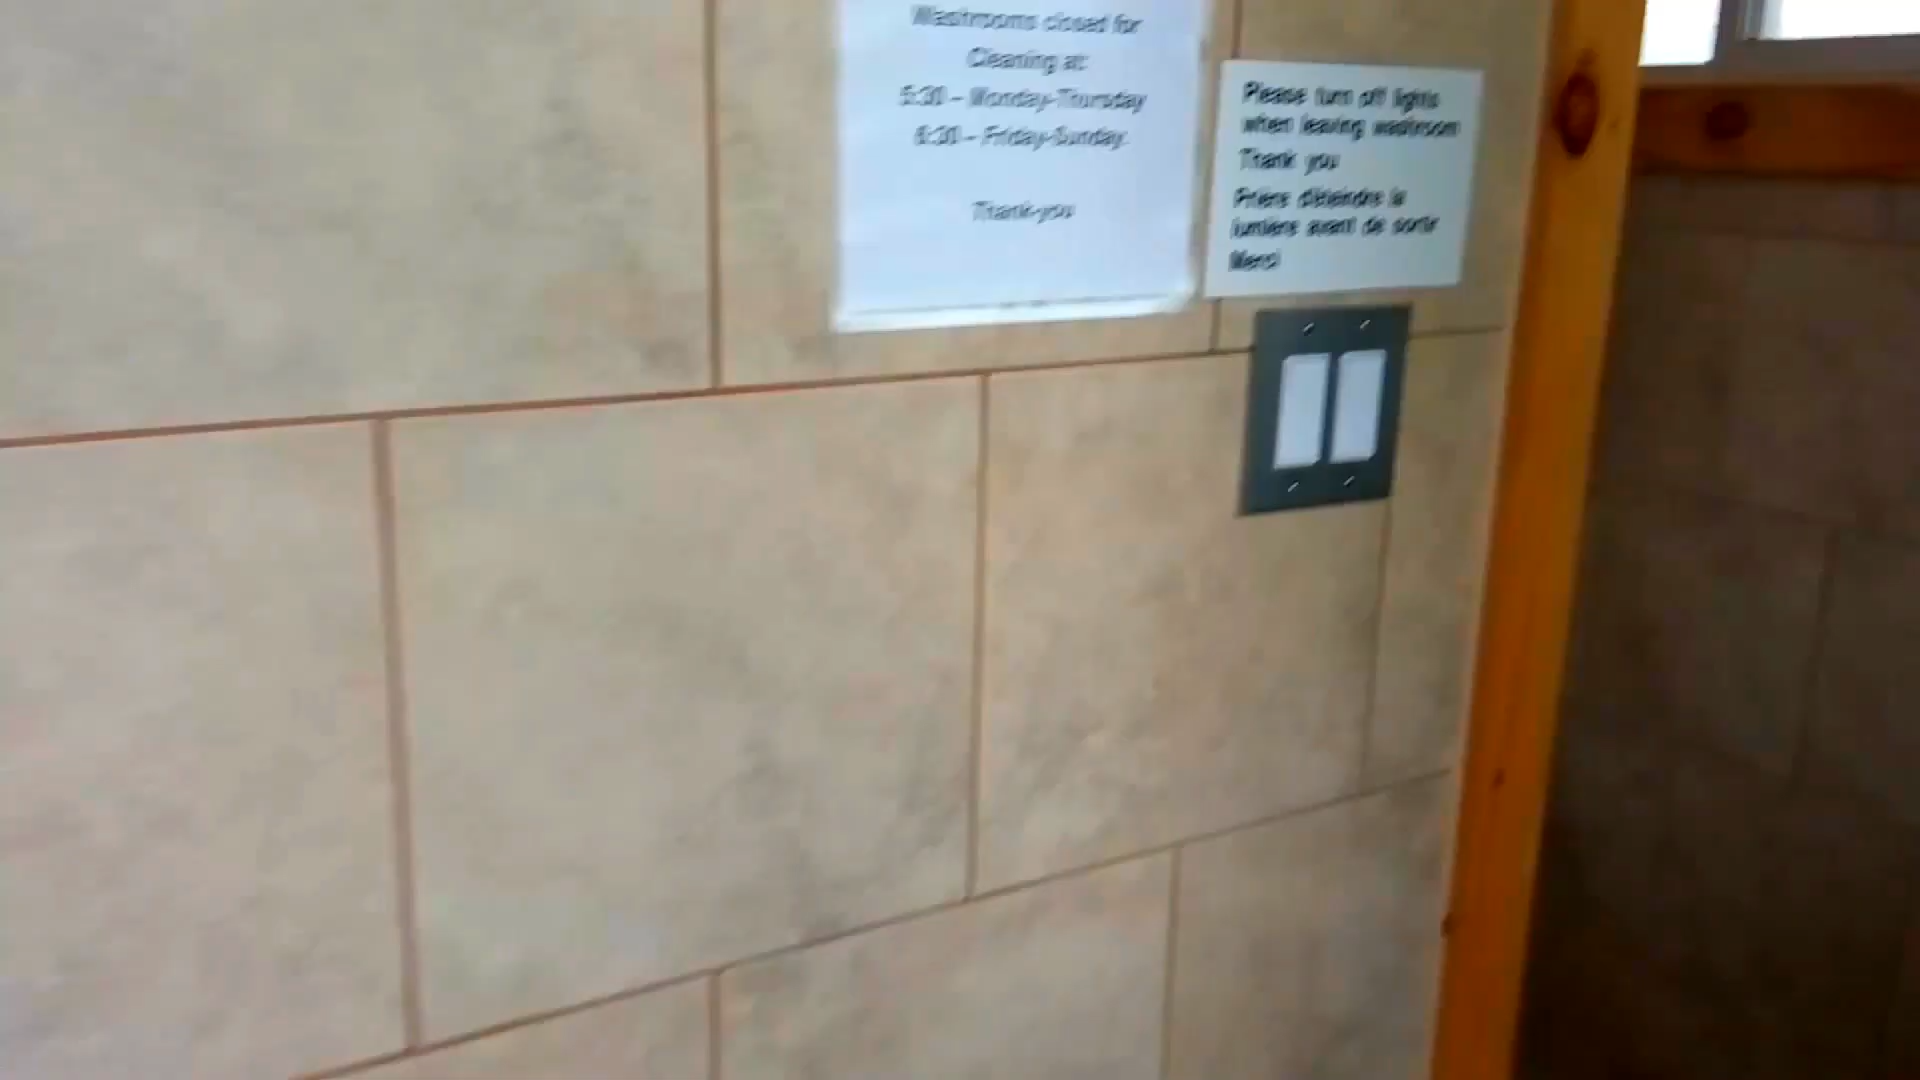 Washrooms closed for
Cleaning at:
5:30 – Monday-Thursday
6:30 – Friday-Sunday.
Thank-you
Please turn off lights
when leaving washroom
Thank you
Prière d'éteindre la
lumière avant de sortir
Merci